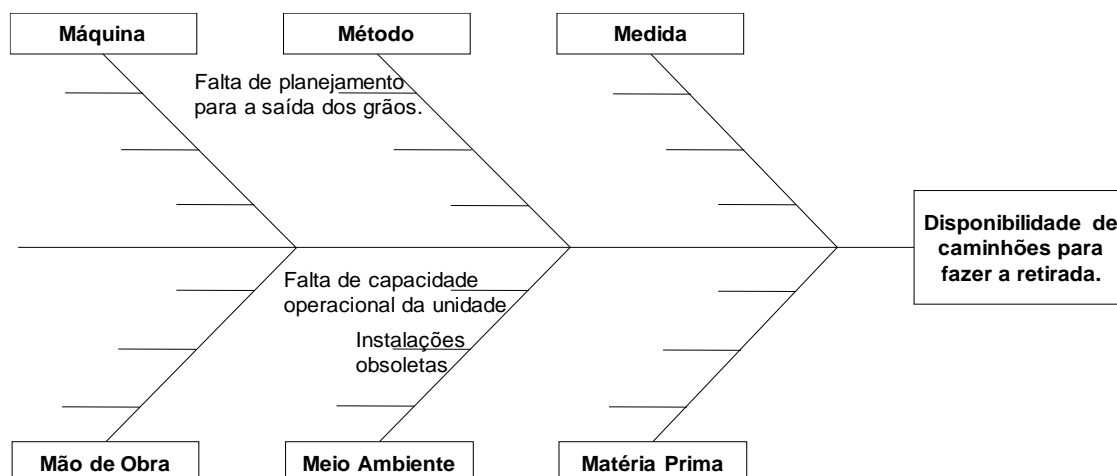 Máquina
Método
Medida
Falta de planejamento
para a saída dos grãos.
Disponibilidade de
caminhões para
fazer a retirada.
Falta de capacidade
operacional da unidade
Instalações
obsoletas
Mão de Obra
Meio Ambiente
Matéria Prima